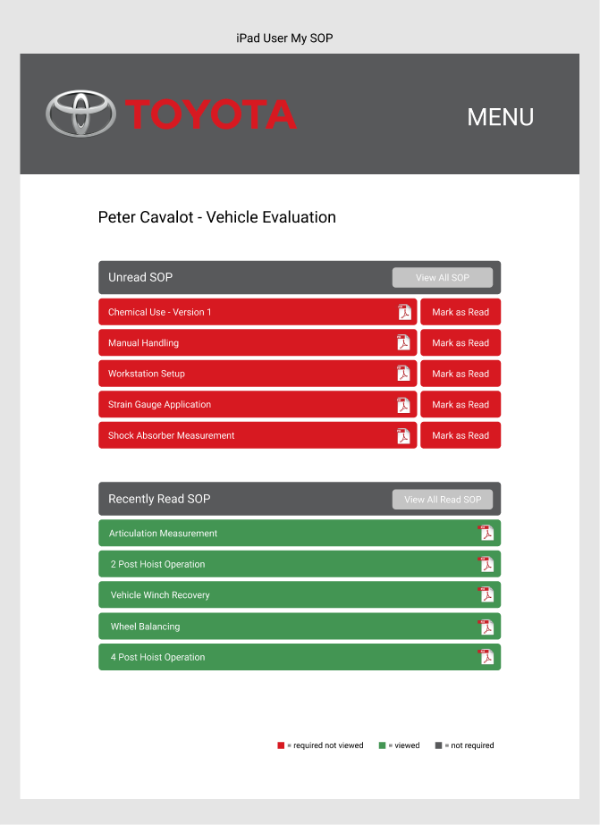 iPad User My SOP
TOYOTA
MENU
Peter Cavalot - Vehicle Evaluation
Unread SOP
View All SOP
Chemical Use - Version 1
Mark as Read
Manual Handling
Mark as Read
Workstation Setup
Mark as Read
Strain Gauge Application
Mark as Read
Shock Absorber Measurement
Mark as Read
Recently Read SOP
View All Read SOP
Articulation Measurement
2 Post Hoist Operation
Vehicle Winch Recovery
Wheel Balancing
4 Post Hoist Operation
= required not viewed
= viewed
= not required